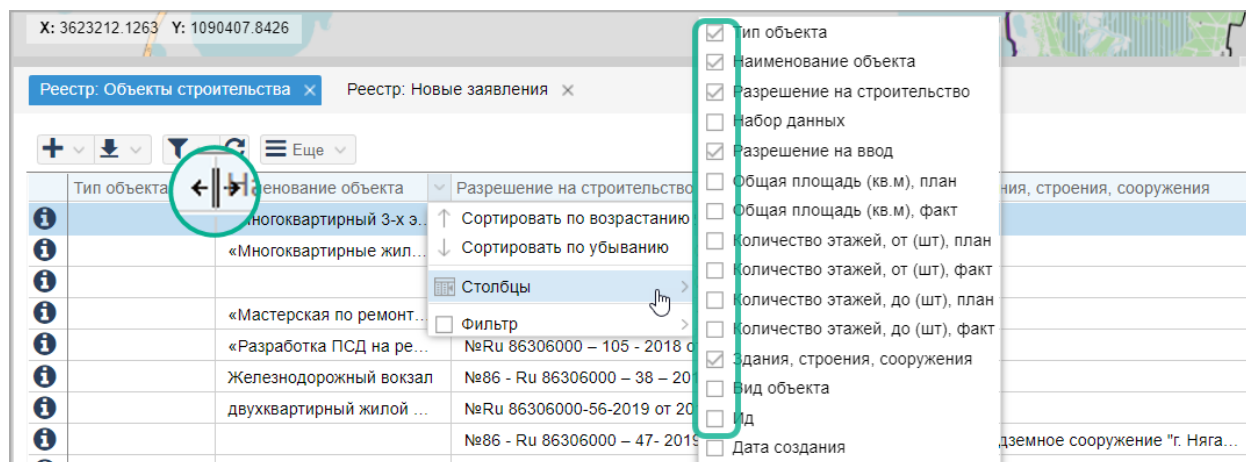 X: 3623212.1263 Y: 1090407.8426
Реестр: Объекты строительства × Реестр: Новые заявления ×
Еще
Тип объекта Наименование объекта Разрешение на строительство ния, строения, сооружения
Многоквартирный 3-х э...
«Многоквартирные жил...
«Мастерская по ремонт...
«Разработка ПСД на ре... №Ru 86306000 – 105 - 2018 о
Железнодорожный вокзал №86 - Ru 86306000 – 38 – 201
двухквартирный жилой ... №Ru 86306000-56-2019 от 20
№86 - Ru 86306000 – 47- 2019 дземное сооружение "г. Няга...
Сортировать по возрастанию
Сортировать по убыванию
Столбцы
Фильтр
Тип объекта
Наименование объекта
Разрешение на строительство
Набор данных
Разрешение на ввод
Общая площадь (кв.м), план
Общая площадь (кв.м), факт
Количество этажей, от (шт), план
Количество этажей, от (шт), факт
Количество этажей, до (шт), план
Количество этажей, до (шт), факт
Здания, строения, сооружения
Вид объекта
Ид
Дата создания